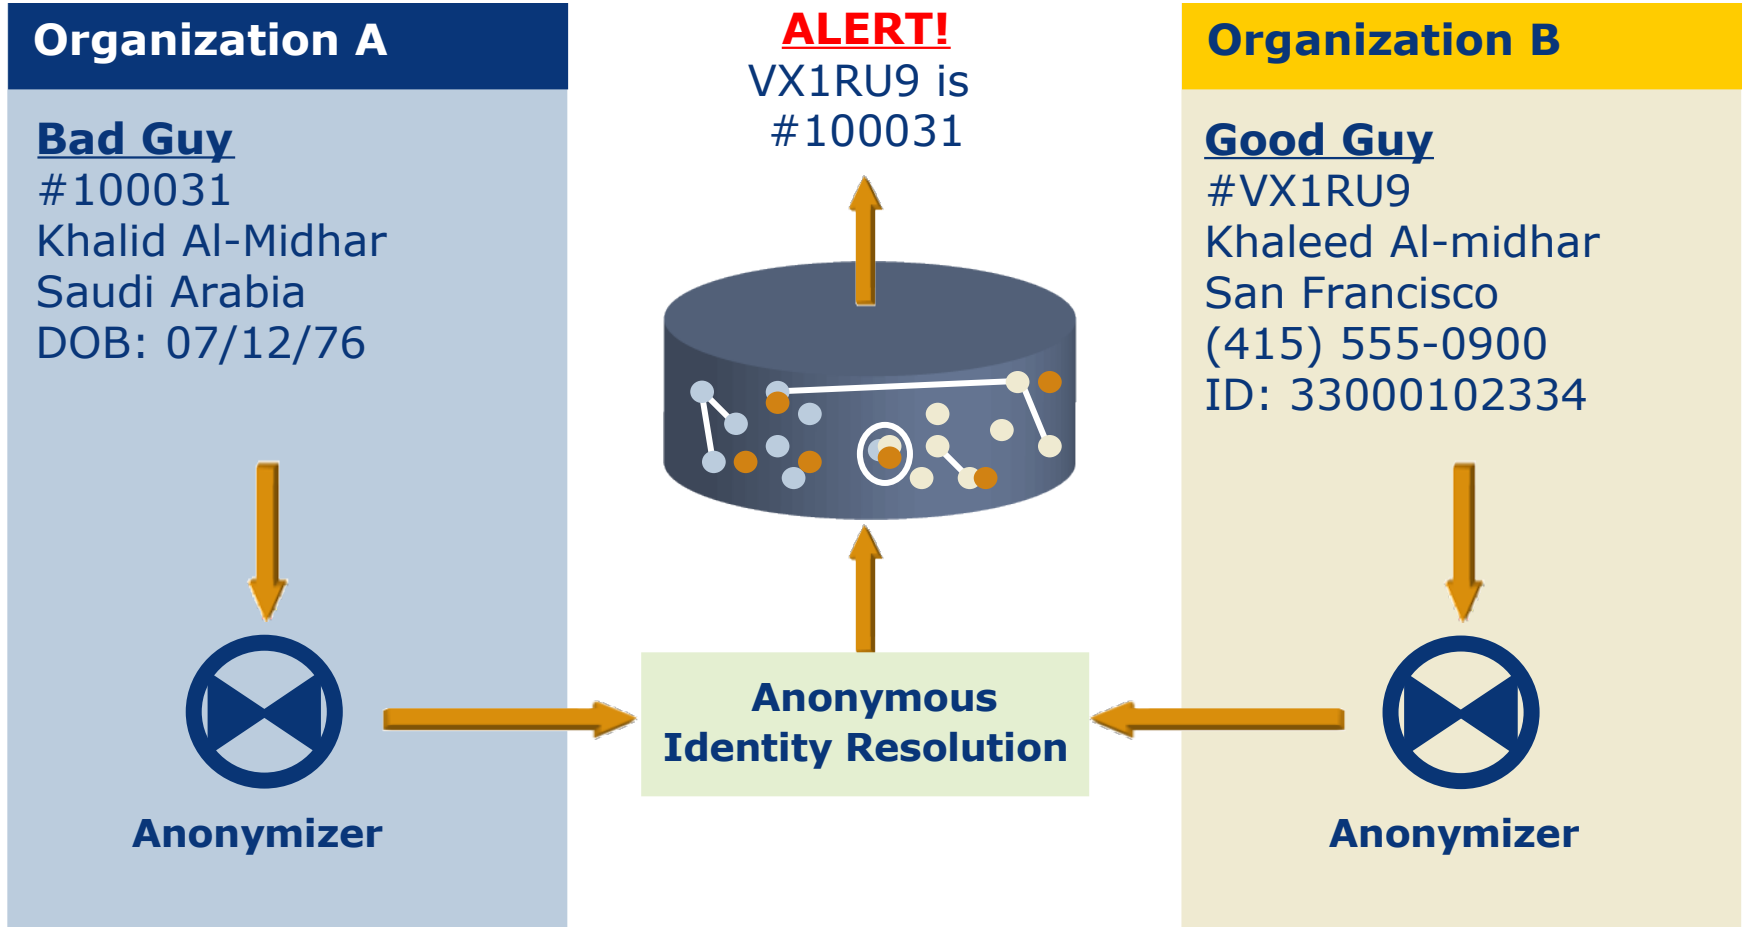 Organization A
Bad Guy
#100031
Khalid Al-Midhar
Saudi Arabia
DOB: 07/12/76
Anonymizer
ALERT!
VX1RU9 is
#100031
Anonymous
Identity Resolution
Organization B
Good Guy
#VX1RU9
Khaleed Al-midhar
San Francisco
(415) 555-0900
ID: 33000102334
Anonymizer